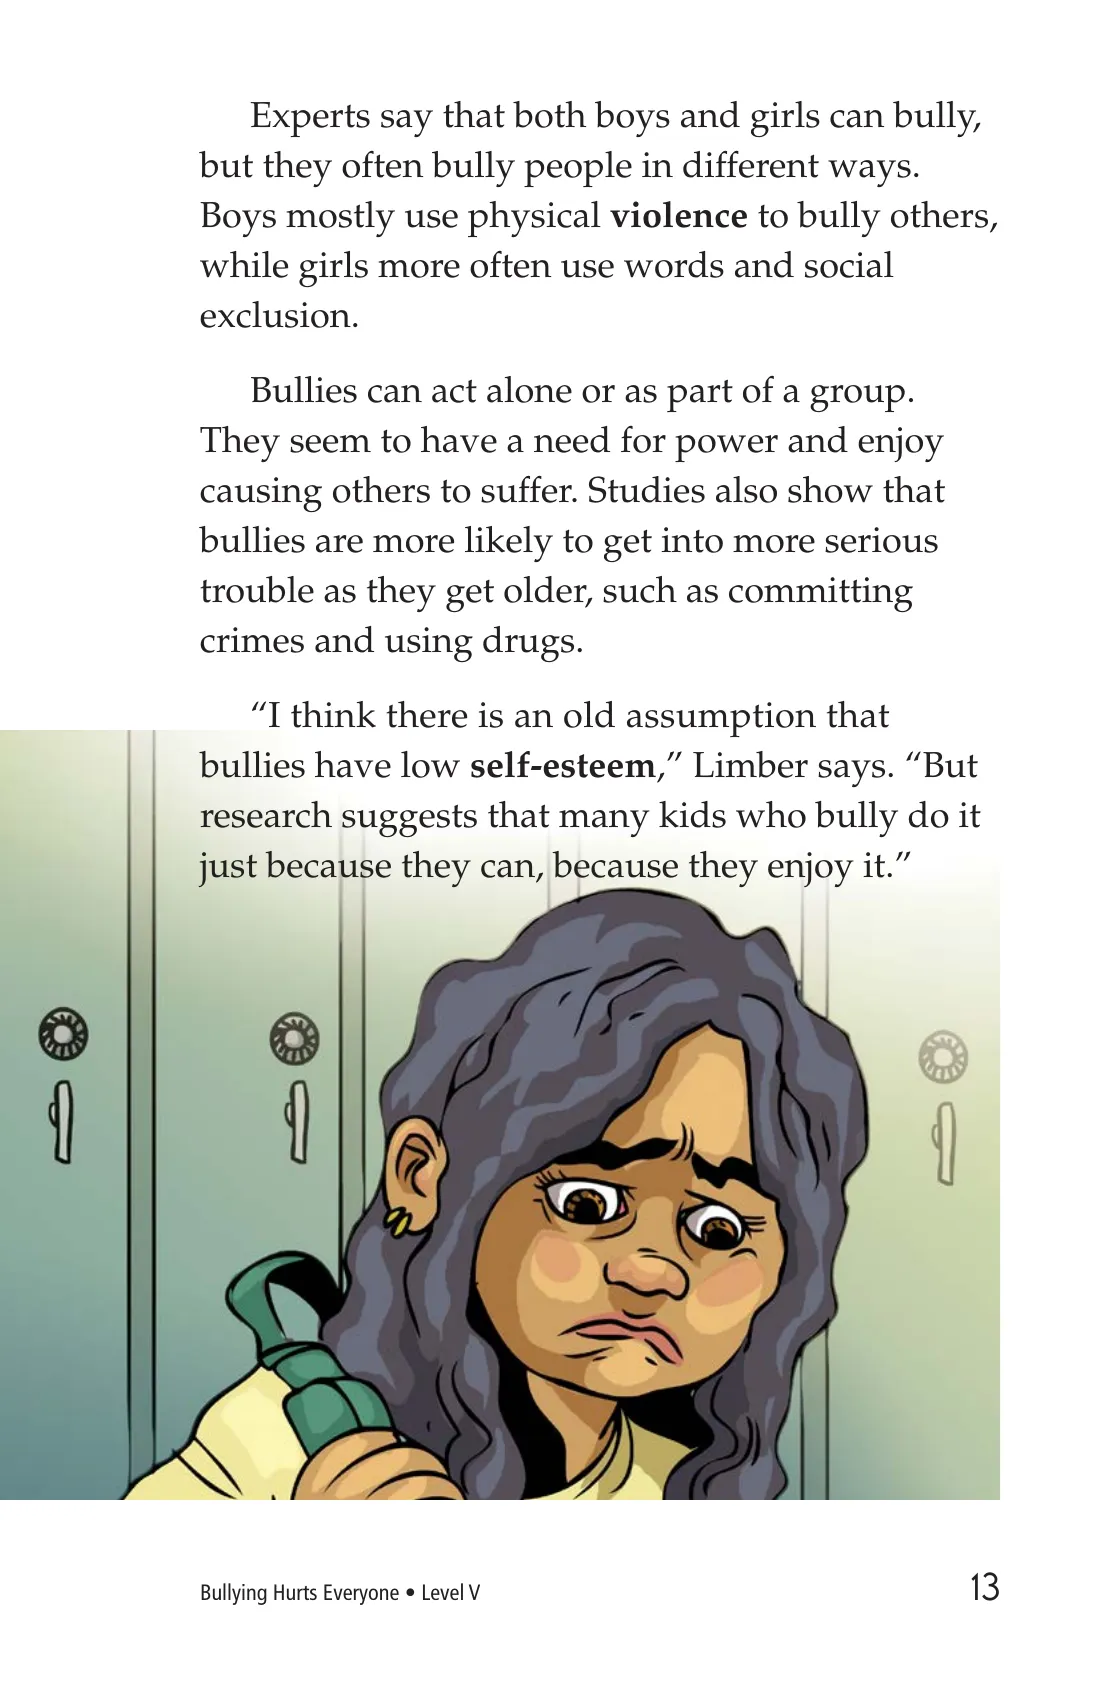 Experts say that both boys and girls can bully,
but they often bully people in different ways.
Boys mostly use physical violence to bully others,
while girls more often use words and social
exclusion.
Bullies can act alone or as part of a group.
They seem to have a need for power and enjoy
causing others to suffer. Studies also show that
bullies are more likely to get into more serious
trouble as they get older, such as committing
crimes and using drugs.
“I think there is an old assumption that
bullies have low self-esteem,” Limber says. “But
research suggests that many kids who bully do it
just because they can, because they enjoy it.”
Bullying Hurts Everyone • Level V
13